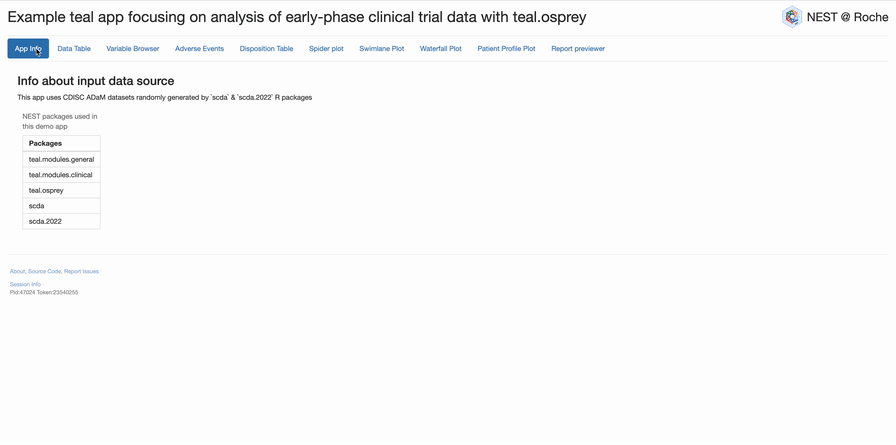 Example teal app focusing on analysis of early-phase clinical trial data with teal.osprey
NEST @ Roche
App Info
Data Table
Variable Browser
Adverse Events
Disposition Table
Spider plot
Swimlane Plot
Waterfall Plot
Patient Profile Plot
Report previewer
Info about input data source
This app uses CDISC ADaM datasets randomly generated by `scda` & `scda.2022` R packages
NEST packages used in
this demo app
Packages
teal.modules.general
teal.modules.clinical
teal.osprey
scda
scda.2022
About, Source Code, Report Issues
Session Info
Pid:47024 Token:23540255